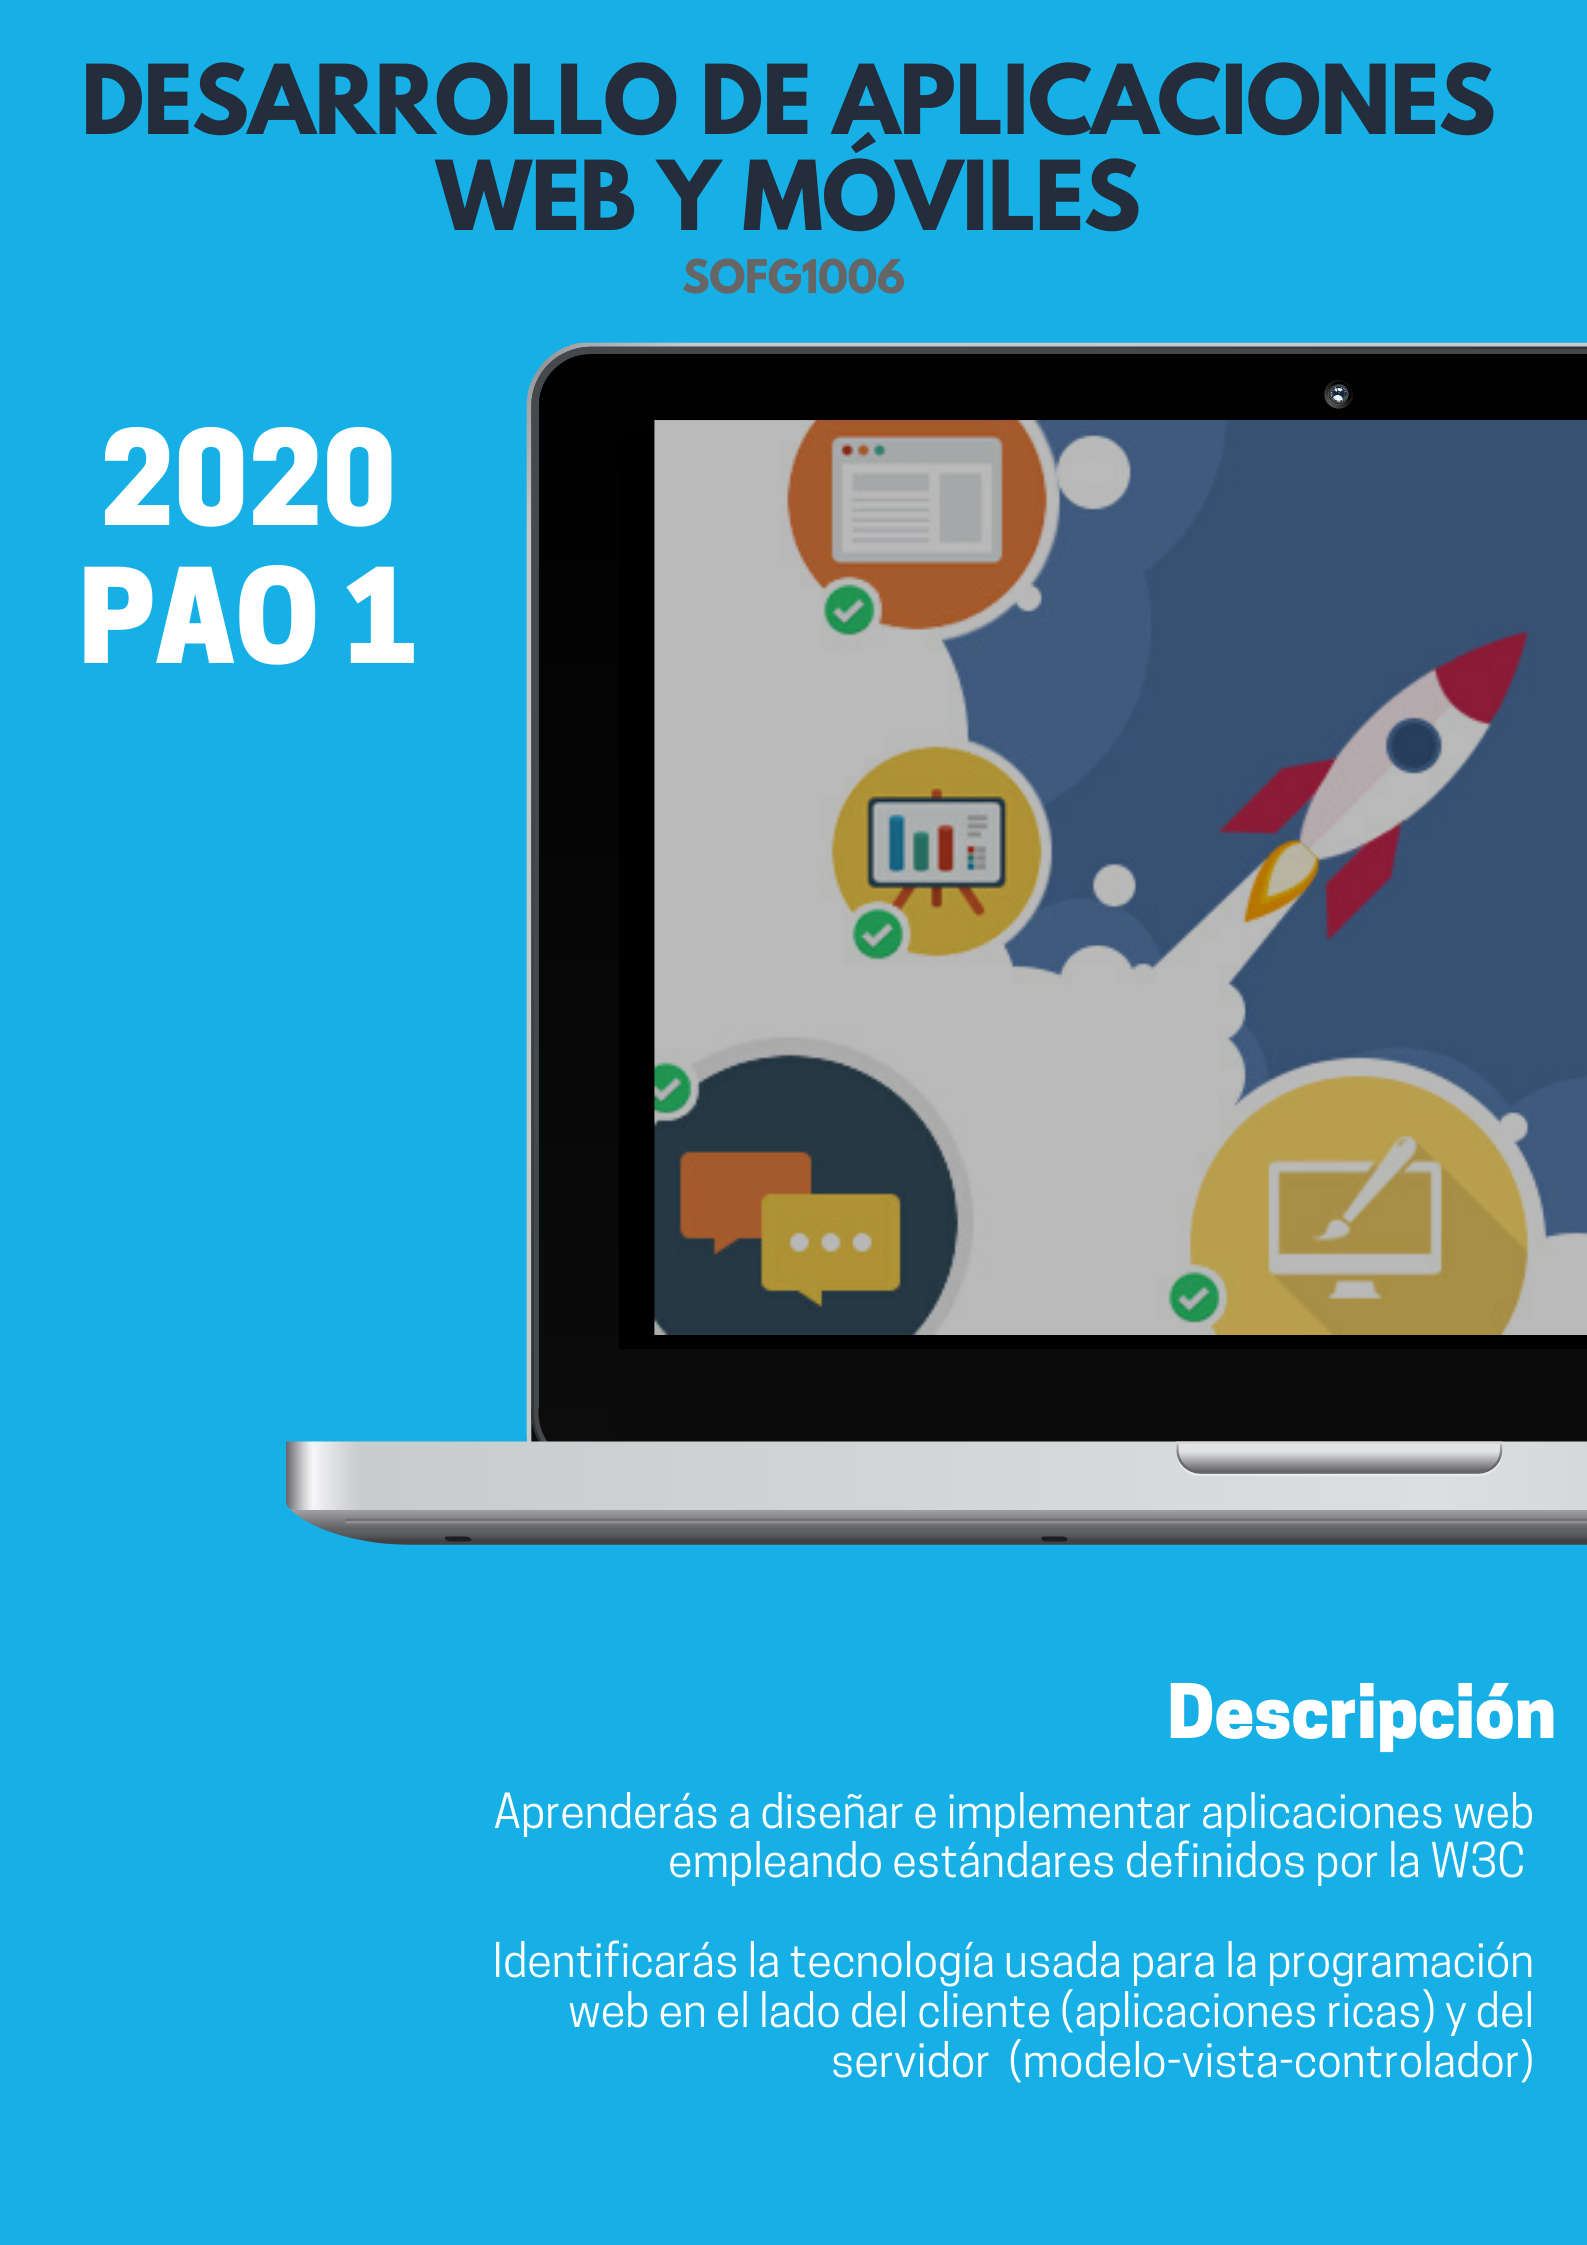 DESARROLLO DE APLICACIONES
WEB Y MÓVILES
SOFG1006
2020
PAO 1
Descripción
Aprenderás a diseñar e implementar aplicaciones web
empleando estándares definidos por la W3C
Identificarás la tecnología usada para la programación
web en el lado del cliente (aplicaciones ricas) y del
servidor (modelo-vista-controlador)